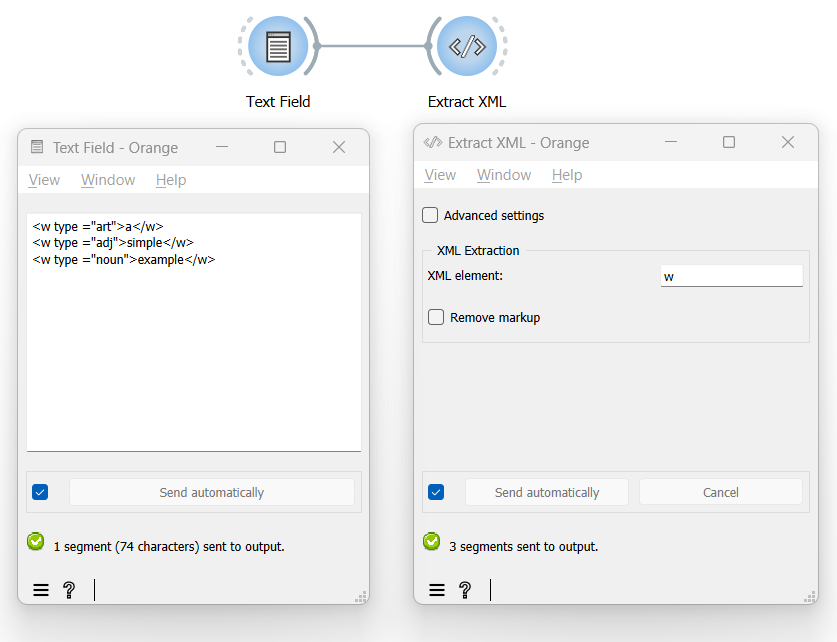 Text Field
Extract XML
Text Field - Orange
View Window Help
<w type ="art">a</w>
<w type ="adj">simple</w>
<w type ="noun">example</w>
Send automatically
1 segment (74 characters) sent to output.
?
</> Extract XML - Orange
View Window Help
Advanced settings
XML Extraction
XML element: w
Remove markup
Send automatically Cancel
3 segments sent to output.
?